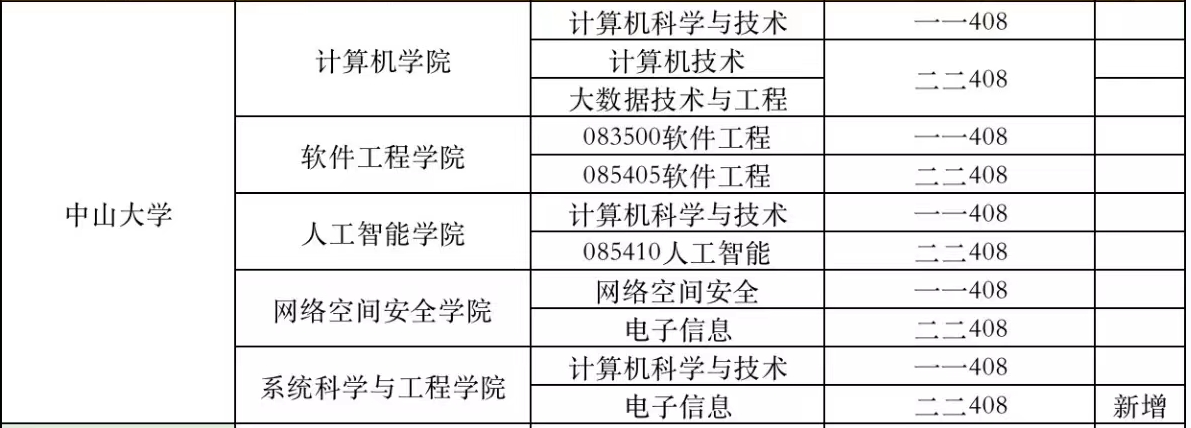 中山大学
计算机学院
计算机科学与技术 一一408
计算机技术
二二408
大数据技术与工程
软件工程学院
083500软件工程 一一408
085405软件工程 二二408
人工智能学院
计算机科学与技术 一一408
085410人工智能 二二408
网络空间安全学院
网络空间安全 一一408
电子信息 二二408
系统科学与工程学院
计算机科学与技术 一一408
电子信息 二二408 新增